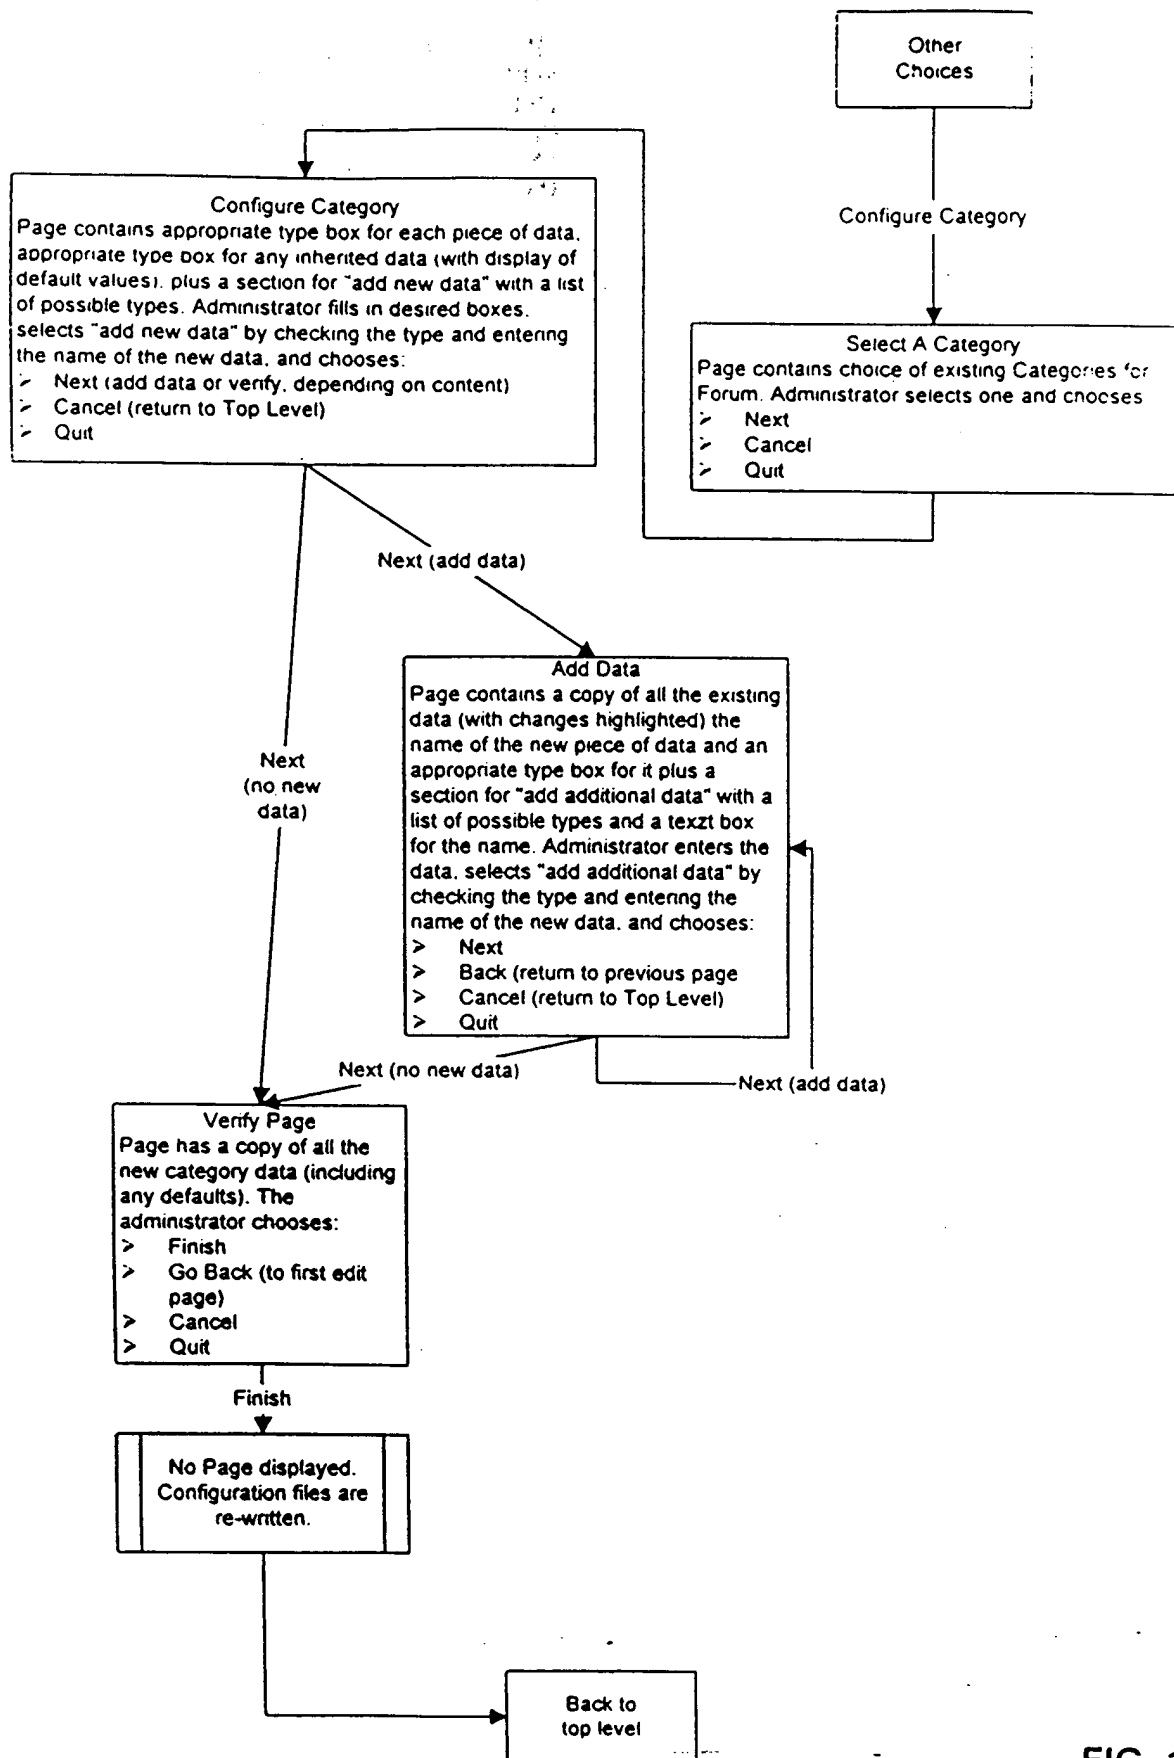 Other
Choices
Configure Category
Configure Category
Page contains appropriate type box for each piece of data,
appropriate type box for any inherited data (with display of
default values), plus a section for "add new data" with a list
of possible types. Administrator fills in desired boxes,
selects "add new data" by checking the type and entering
the name of the new data, and chooses:
> Next (add data or verify, depending on content)
> Cancel (return to Top Level)
> Quit
Select A Category
Page contains choice of existing Categories for
Forum. Administrator selects one and chooses
> Next
> Cancel
> Quit
Next (add data)
Next
(no new
data)
Add Data
Page contains a copy of all the existing
data (with changes highlighted) the
name of the new piece of data and an
appropriate type box for it plus a
section for "add additional data" with a
list of possible types and a texzt box
for the name. Administrator enters the
data, selects "add additional data" by
checking the type and entering the
name of the new data, and chooses:
> Next
> Back (return to previous page
> Cancel (return to Top Level)
> Quit
Next (no new data)
Next (add data)
Verify Page
Page has a copy of all the
new category data (including
any defaults). The
administrator chooses:
> Finish
> Go Back (to first edit
page)
> Cancel
> Quit
Finish
No Page displayed.
Configuration files are
re-written.
Back to
top level
FIG.